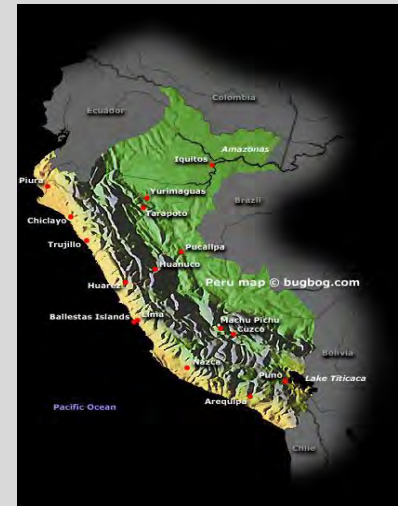 Colombia
Ecuador
Amazonas
Iquitos
Piura
Yurimaguas
Brazil
Tarapoto
Chiclayo
Trujillo
Pucallpa
Huanuco
Huarez
Peru map © bugbog.com
Ballestas Islands
Lima
Machu Pichu
Cuzco
Bolivia
Nazca
Puno
Lake Titicaca
Arequipa
Pacific Ocean
Chile